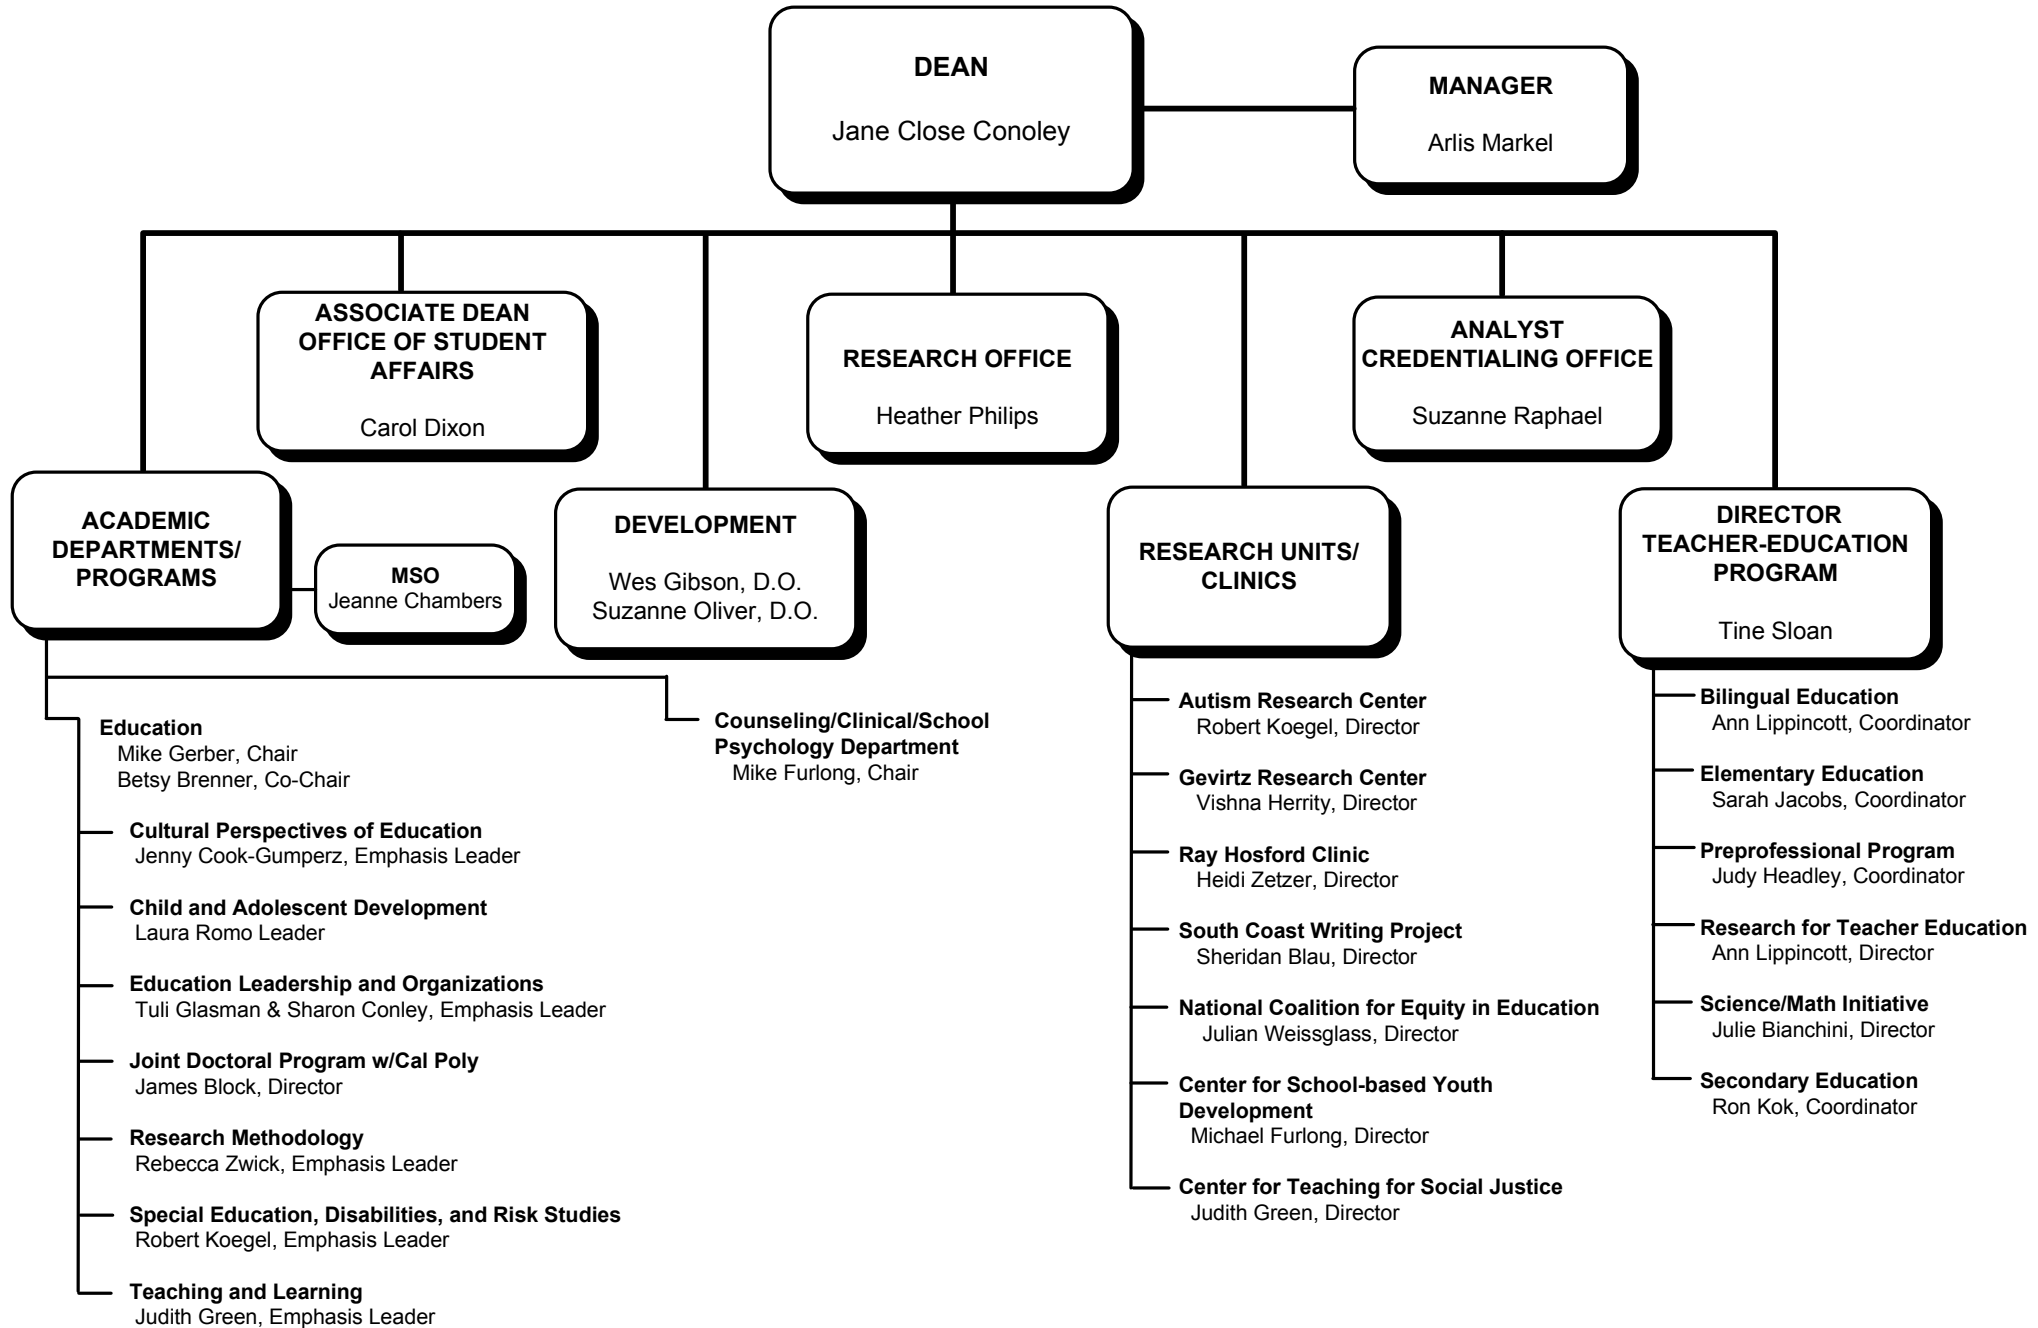 DEAN
Jane Close Conoley
MANAGER
Arlis Markel
ASSOCIATE DEAN
OFFICE OF STUDENT
AFFAIRS
Carol Dixon
RESEARCH OFFICE
Heather Philips
ANALYST
CREDENTIALING OFFICE
Suzanne Raphael
ACADEMIC
DEPARTMENTS/
PROGRAMS
MSO
Jeanne Chambers
DEVELOPMENT
Wes Gibson, D.O.
Suzanne Oliver, D.O.
RESEARCH UNITS/
CLINICS
DIRECTOR
TEACHER-EDUCATION
PROGRAM
Tine Sloan
Education
Mike Gerber, Chair
Betsy Brenner, Co-Chair
Cultural Perspectives of Education
Jenny Cook-Gumperz, Emphasis Leader
Child and Adolescent Development
Laura Romo Leader
Education Leadership and Organizations
Tuli Glasman & Sharon Conley, Emphasis Leader
Joint Doctoral Program w/Cal Poly
James Block, Director
Research Methodology
Rebecca Zwick, Emphasis Leader
Special Education, Disabilities, and Risk Studies
Robert Koegel, Emphasis Leader
Teaching and Learning
Judith Green, Emphasis Leader
Counseling/Clinical/School
Psychology Department
Mike Furlong, Chair
Autism Research Center
Robert Koegel, Director
Gevirtz Research Center
Vishna Herrity, Director
Ray Hosford Clinic
Heidi Zetzer, Director
South Coast Writing Project
Sheridan Blau, Director
National Coalition for Equity in Education
Julian Weissglass, Director
Center for School-based Youth
Development
Michael Furlong, Director
Center for Teaching for Social Justice
Judith Green, Director
Bilingual Education
Ann Lippincott, Coordinator
Elementary Education
Sarah Jacobs, Coordinator
Preprofessional Program
Judy Headley, Coordinator
Research for Teacher Education
Ann Lippincott, Director
Science/Math Initiative
Julie Bianchini, Director
Secondary Education
Ron Kok, Coordinator